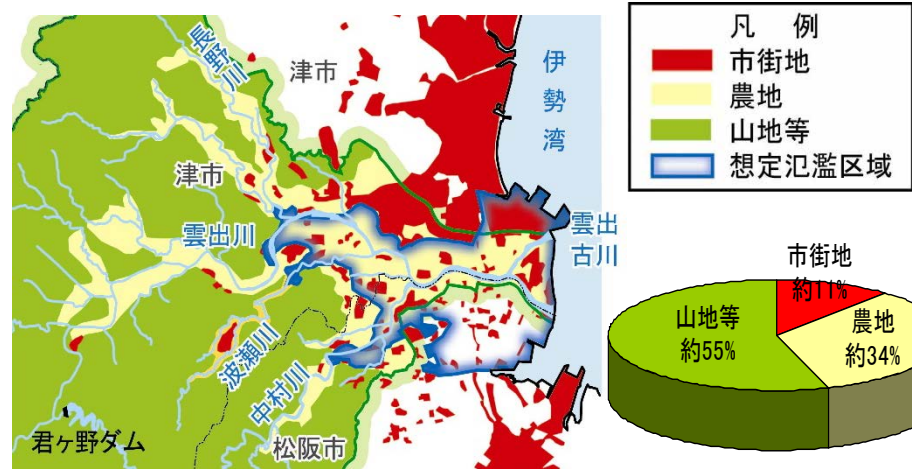 長野川
津市
伊勢湾
津市
雲出川
雲出
古川
波瀬川
中村川
君ヶ野ダム
松阪市
凡 例
市街地
農地
山地等
想定氾濫区域
市街地
約11%
山地等
約55%
農地
約34%